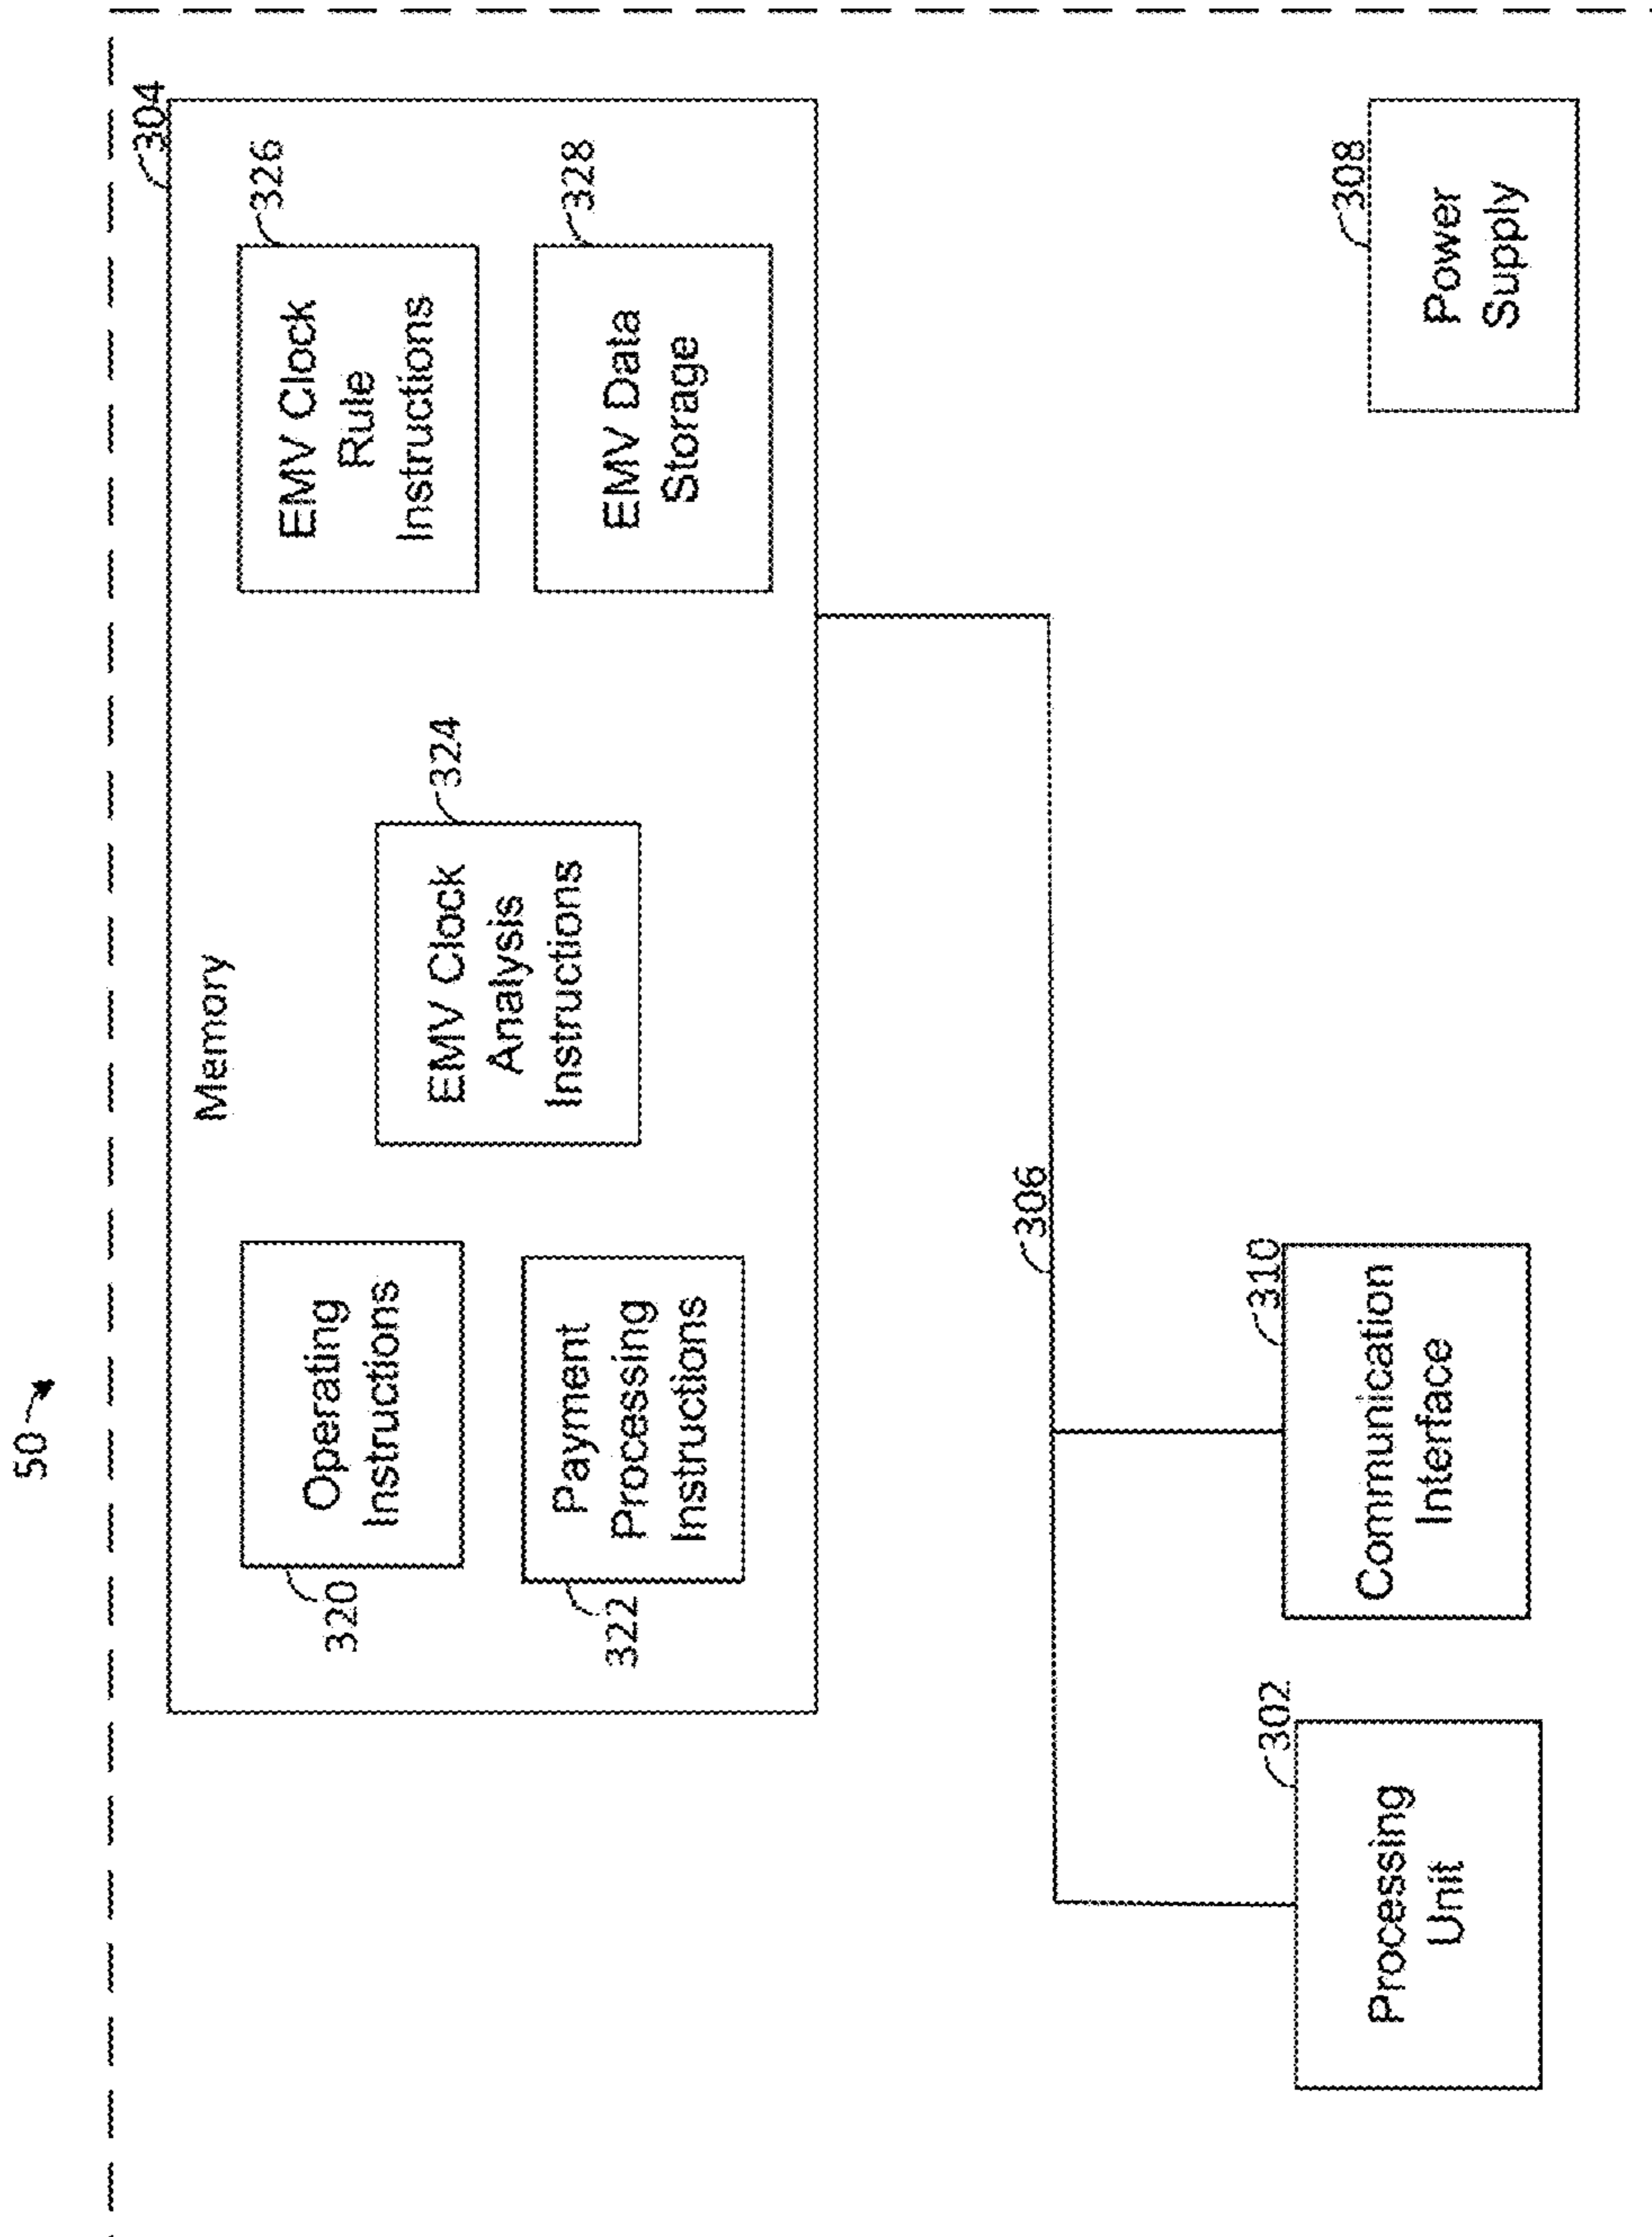 50
304
Memory
320
Operating
Instructions
322
Payment
Processing
Instructions
324
EMV Clock
Analysis
Instructions
326
EMV Clock
Rule
Instructions
328
EMV Data
Storage
306
302
Processing
Unit
310
Communication
Interface
308
Power
Supply